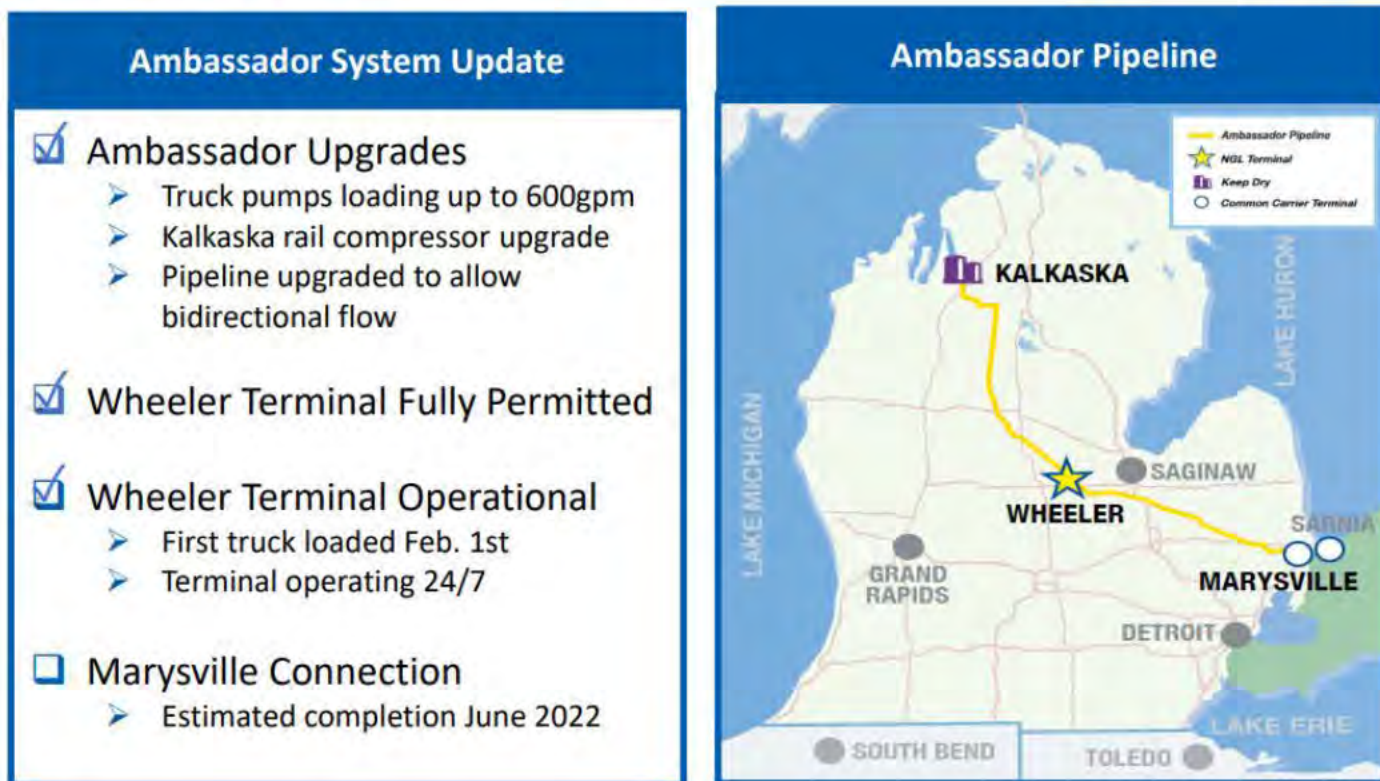 Ambassador System Update
Ambassador Upgrades
Truck pumps loading up to 600gpm
Kalkaska rail compressor upgrade
Pipeline upgraded to allow
bidirectional flow
Wheeler Terminal Fully Permitted
Wheeler Terminal Operational
First truck loaded Feb. 1st
Terminal operating 24/7
Marysville Connection
Estimated completion June 2022
Ambassador Pipeline
Ambassador Pipeline
NGL Terminal
Keep Dry
Common Carrier Terminal
KALKASKA
LAKE HURON
LAKE MICHIGAN
SAGINAW
WHEELER
SARNIA
GRAND
RAPIDS
MARYSVILLE
DETROIT
LAKE ERIE
SOUTH BEND
TOLEDO